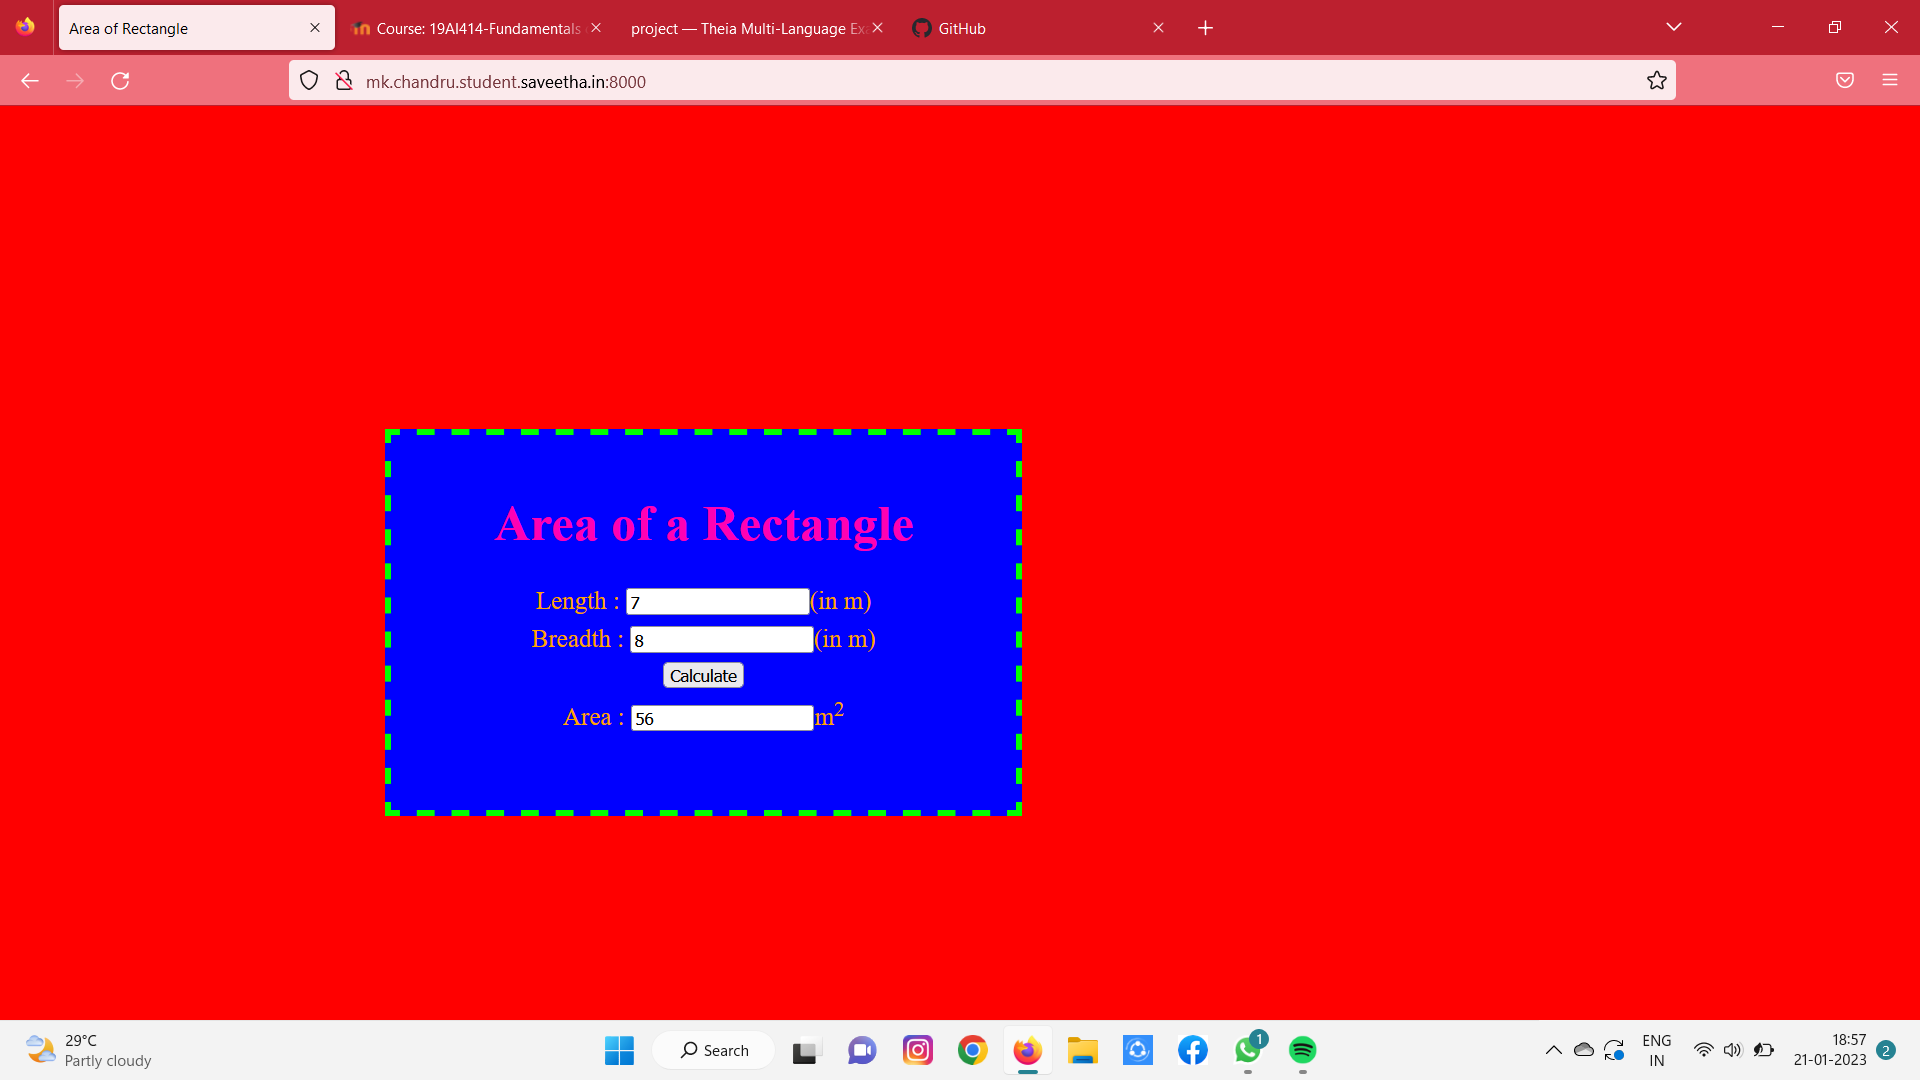 Area of Rectangle
Course: 19AI414-Fundamentals
project — Theia Multi-Language Ex
GitHub
mk.chandru.student.saveetha.in:8000
Area of a Rectangle
Length : 7 (in m)
Breadth : 8 (in m)
Calculate
Area : 56 m2
29°C
Partly cloudy
Search
1
ENG
IN
18:57
21-01-2023
2